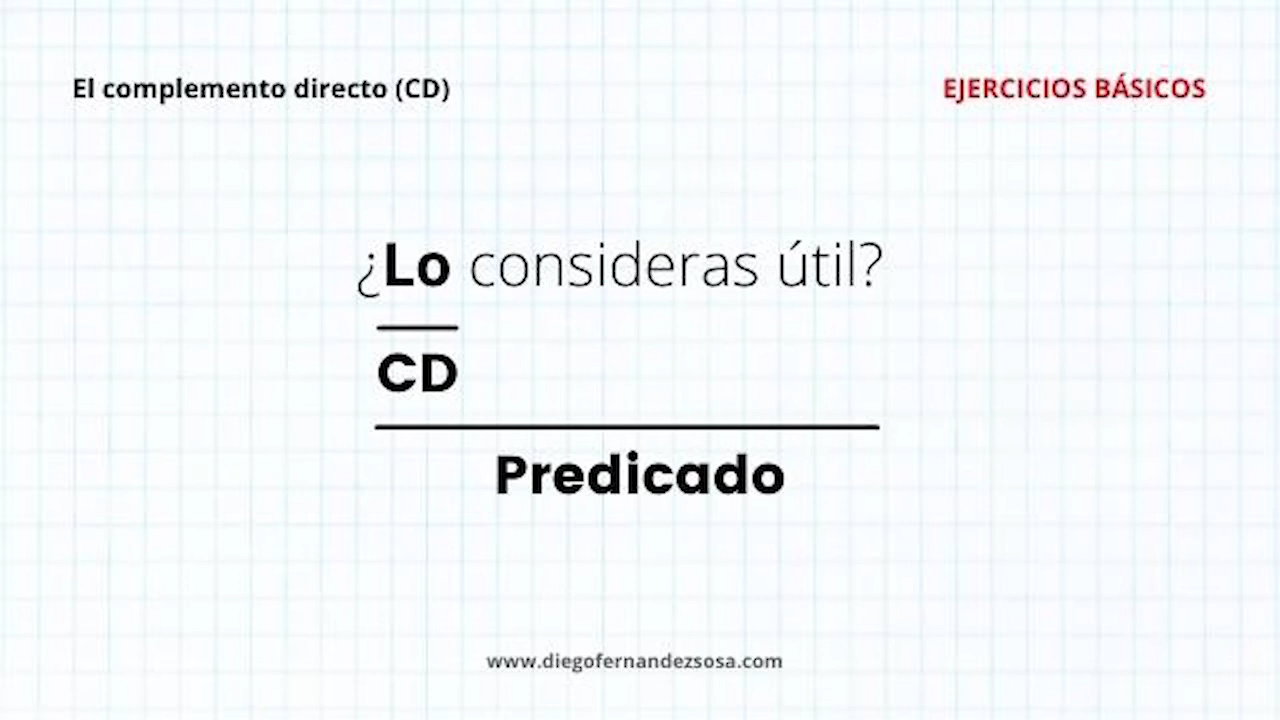 El complemento directo (CD)
EJERCICIOS BÁSICOS
¿Lo consideras útil?
CD
Predicado
www.diegofernandezsosa.com